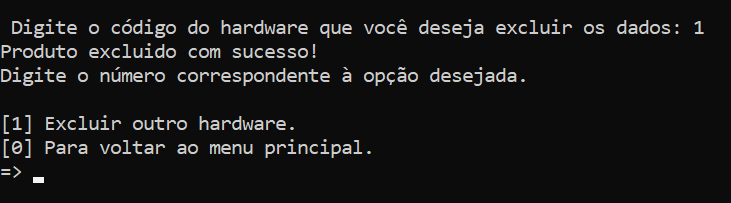 Digite o código do hardware que você deseja excluir os dados: 1
Produto excluido com sucesso!
Digite o número correspondente à opção desejada.
[1] Excluir outro hardware.
[0] Para voltar ao menu principal.
=>